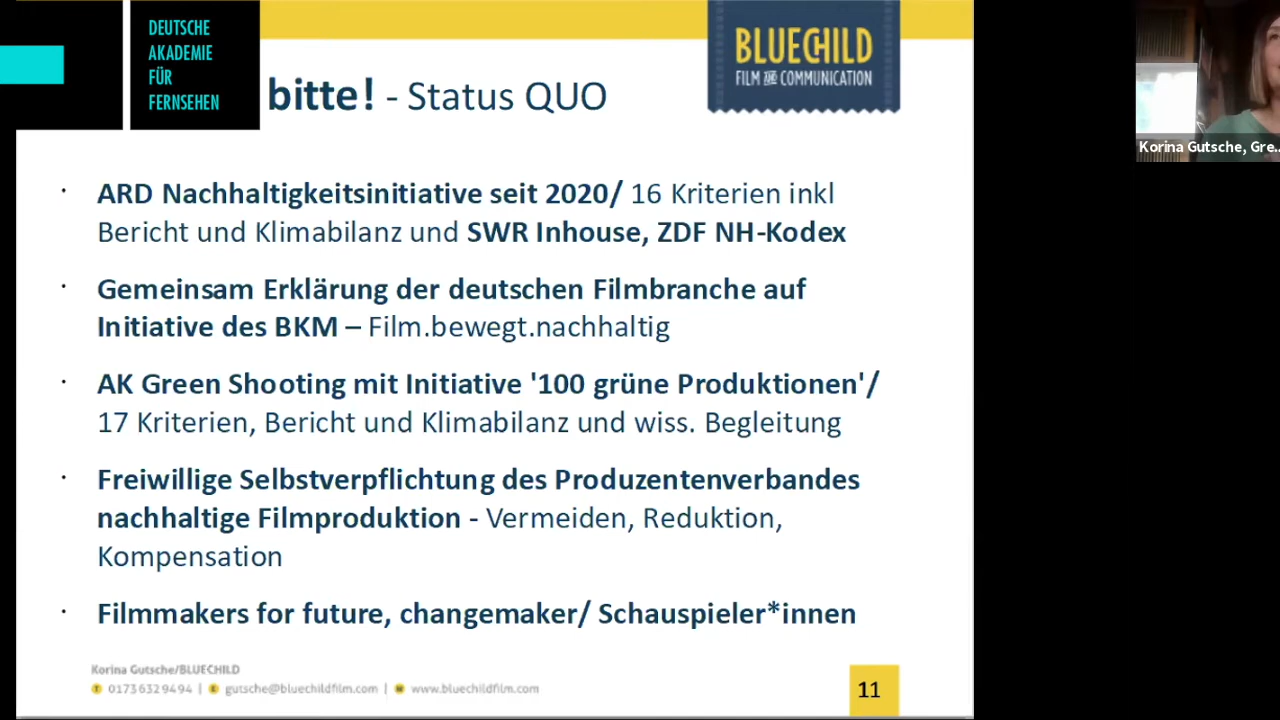 DEUTSCHE
AKADEMIE
FÜR
FERNSEHEN
bitte! - Status QUO
BLUECHILD
FILM AND COMMUNICATION
Korina Gutsche, Gre...
· ARD Nachhaltigkeitsinitiative seit 2020/ 16 Kriterien inkl
Bericht und Klimabilanz und SWR Inhouse, ZDF NH-Kodex
· Gemeinsam Erklärung der deutschen Filmbranche auf
Initiative des BKM – Film.bewegt.nachhaltig
· AK Green Shooting mit Initiative '100 grüne Produktionen'/
17 Kriterien, Bericht und Klimabilanz und wiss. Begleitung
· Freiwillige Selbstverpflichtung des Produzentenverbandes
nachhaltige Filmproduktion - Vermeiden, Reduktion,
Kompensation
· Filmmakers for future, changemaker/ Schauspieler*innen
Korina Gutsche/BLUECHILD
T 01736329494 | E gutsche@bluechildfilm.com | W www.bluechildfilm.com
11